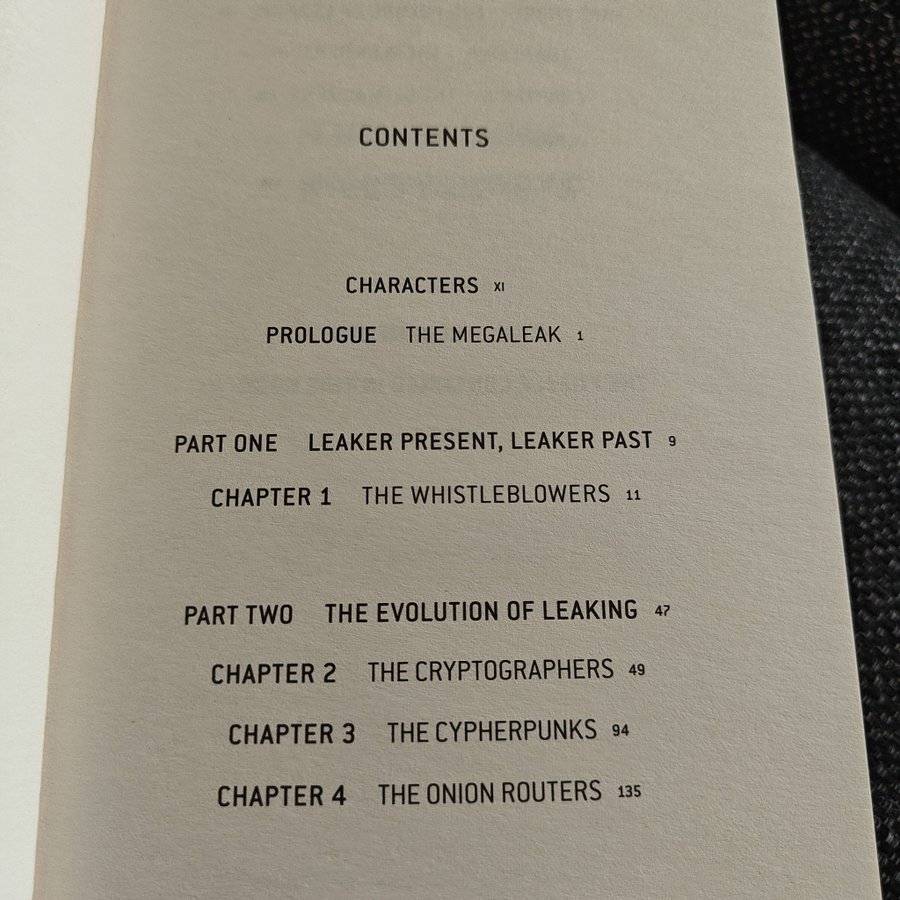 CONTENTS
CHARACTERS XI
PROLOGUE THE MEGALEAK 1
PART ONE LEAKER PRESENT, LEAKER PAST 9
CHAPTER 1 THE WHISTLEBLOWERS 11
PART TWO THE EVOLUTION OF LEAKING 47
CHAPTER 2 THE CRYPTOGRAPHERS 49
CHAPTER 3 THE CYPHERPUNKS 94
CHAPTER 4 THE ONION ROUTERS 135